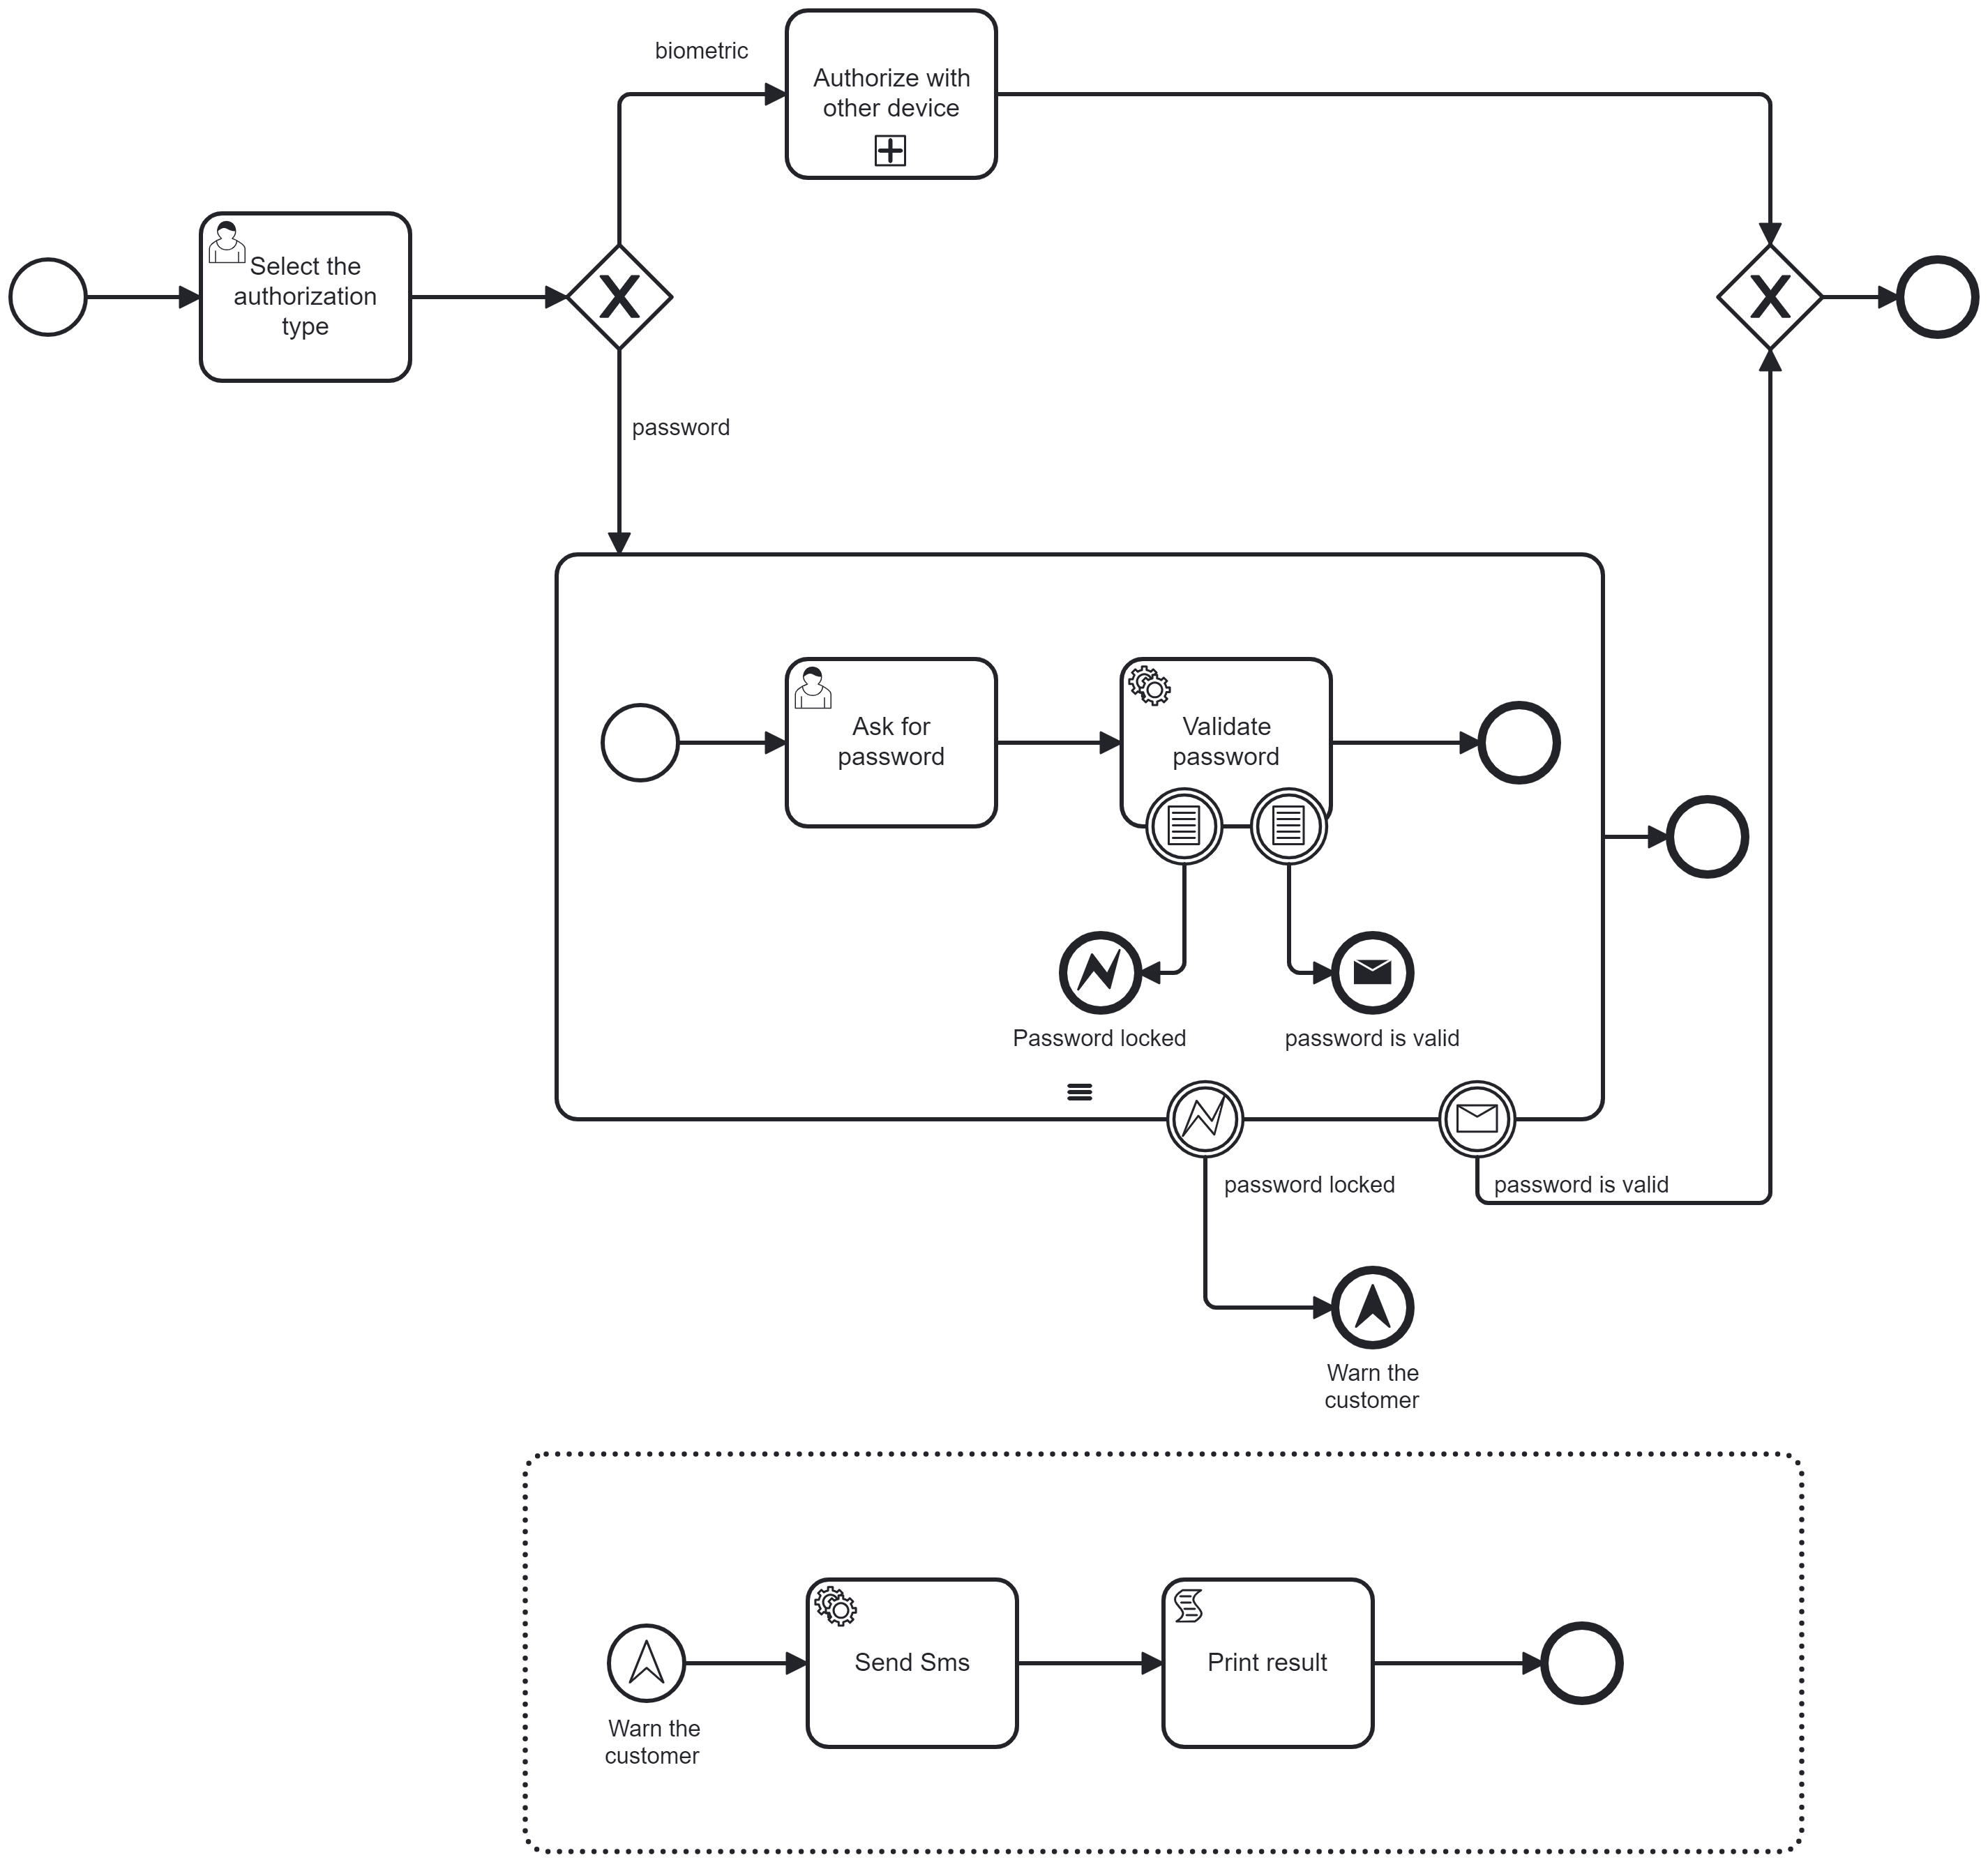 biometric
Authorize with
other device
Select the
authorization
type
X
X
password
Ask for
password
Validate
password
Password locked
password is valid
password locked
password is valid
Warn the
customer
Send Sms
Print result
Warn the
customer